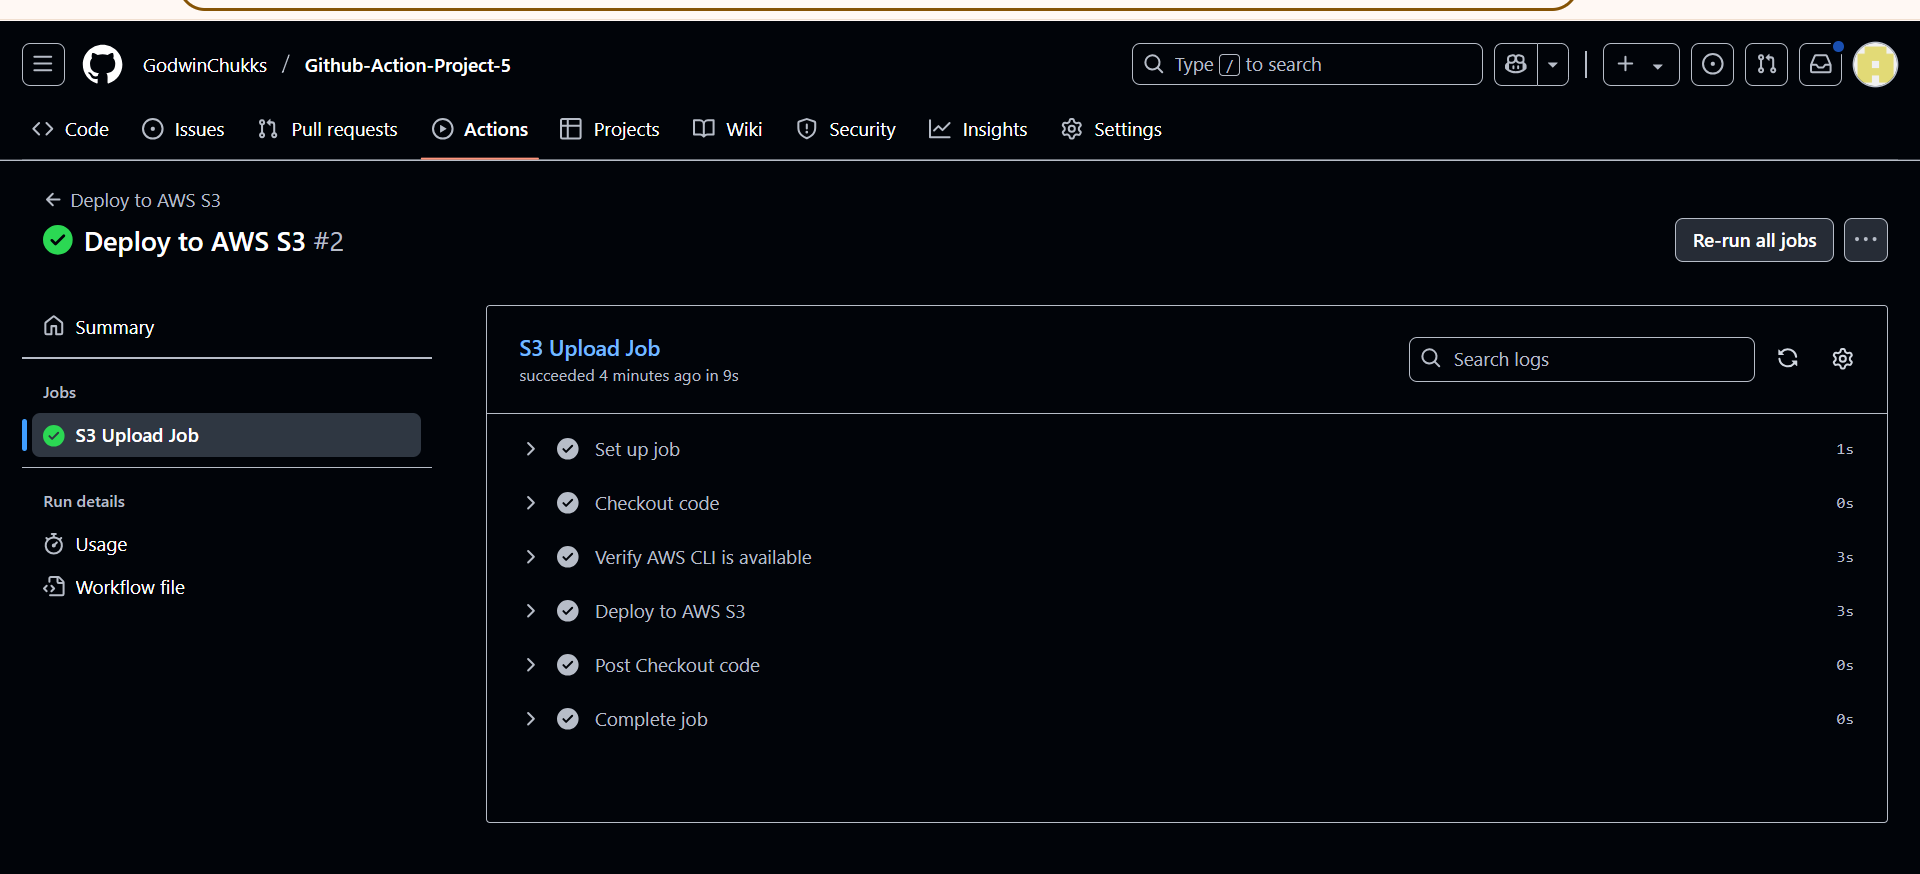 GodwinChukks / Github-Action-Project-5
Type / to search
Code
Issues
Pull requests
Actions
Projects
Wiki
Security
Insights
Settings
Deploy to AWS S3
Deploy to AWS S3 #2
Re-run all jobs
Summary
Jobs
S3 Upload Job
Run details
Usage
Workflow file
S3 Upload Job
succeeded 4 minutes ago in 9s
Search logs
Set up job 1s
Checkout code 0s
Verify AWS CLI is available 3s
Deploy to AWS S3 3s
Post Checkout code 0s
Complete job 0s